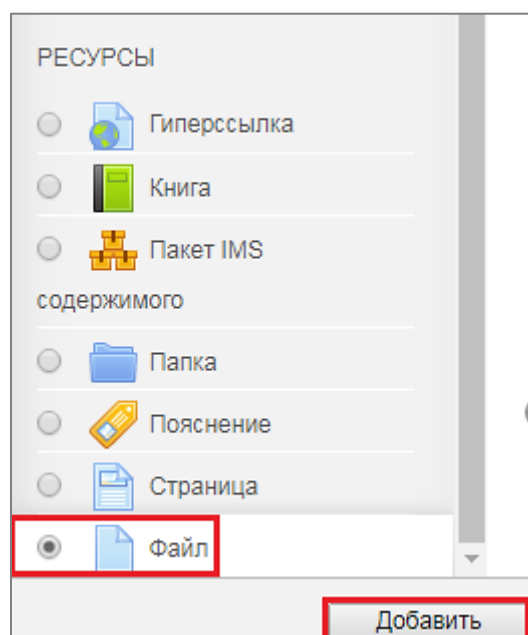 РЕСУРСЫ
Гиперссылка
Книга
Пакет IMS
содержимого
Папка
Пояснение
Страница
Файл
Добавить